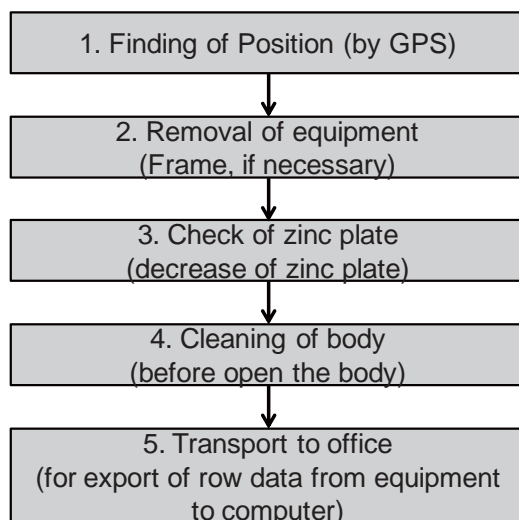 1. Finding of Position (by GPS)
2. Removal of equipment
(Frame, if necessary)
3. Check of zinc plate
(decrease of zinc plate)
4. Cleaning of body
(before open the body)
5. Transport to office
(for export of row data from equipment
to computer)